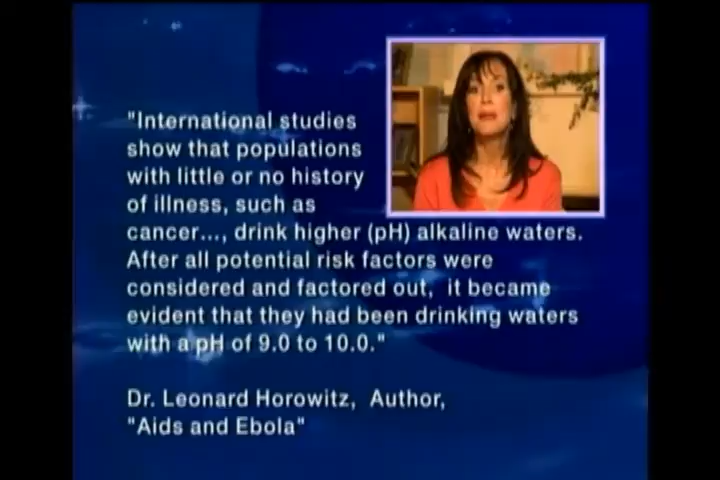 "International studies
show that populations
with little or no history
of illness, such as
cancer..., drink higher (pH) alkaline waters.
After all potential risk factors were
considered and factored out, it became
evident that they had been drinking waters
with a pH of 9.0 to 10.0."
Dr. Leonard Horowitz, Author,
"Aids and Ebola"